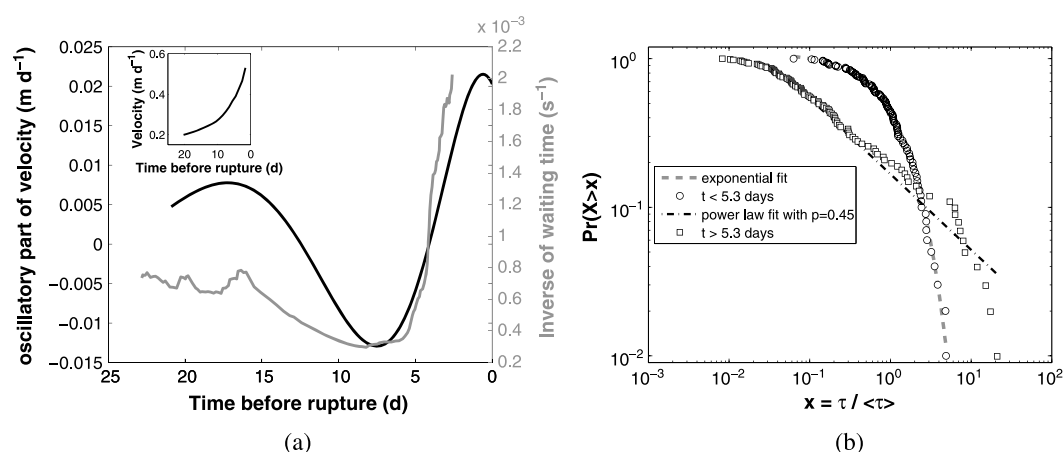 × 10⁻³
0.025
0.02
0.015
0.01
0.005
0
−0.005
−0.01
−0.015
oscillatory part of velocity (m d⁻¹)
0.6
0.4
0.2
Velocity (m d⁻¹)
20 10 0
Time before rupture (d)
2.2
2
1.8
1.6
1.4
1.2
1
0.8
0.6
0.4
0.2
Inverse of waiting time (s⁻¹)
25 20 15 10 5 0
Time before rupture (d)
(a)
10⁰
10⁻¹
10⁻²
Pr(X>x)
exponential fit
t < 5.3 days
power law fit with p=0.45
t > 5.3 days
10⁻³ 10⁻² 10⁻¹ 10⁰ 10¹ 10²
x = τ / <τ>
(b)